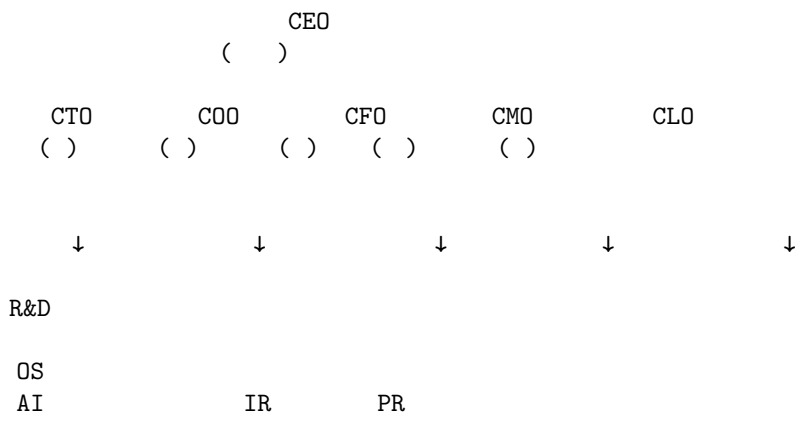 CEO
( )
CTO COO CFO CMO CLO
( ) ( ) ( ) ( ) ( )
↓ ↓ ↓ ↓ ↓
R&D
OS
AI IR PR